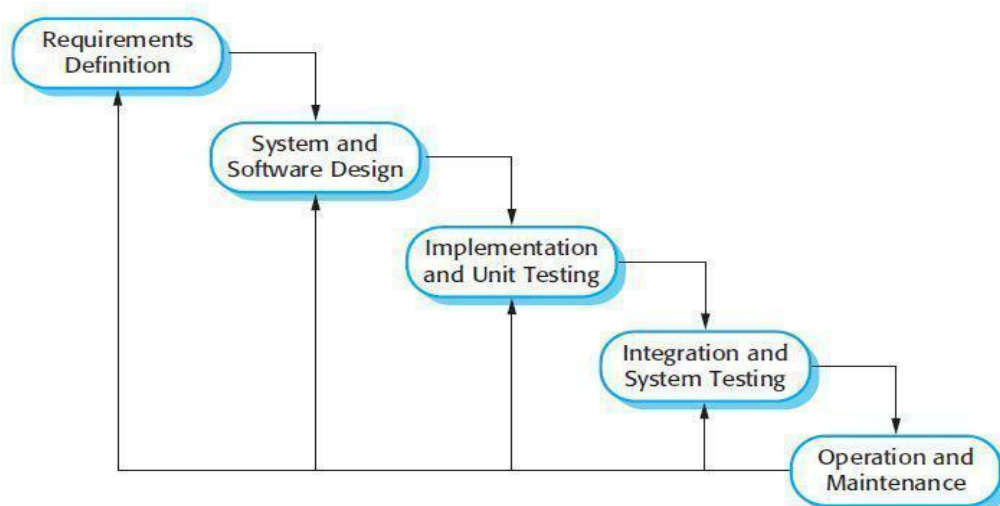 Requirements
Definition
System and
Software Design
Implementation
and Unit Testing
Integration and
System Testing
Operation and
Maintenance